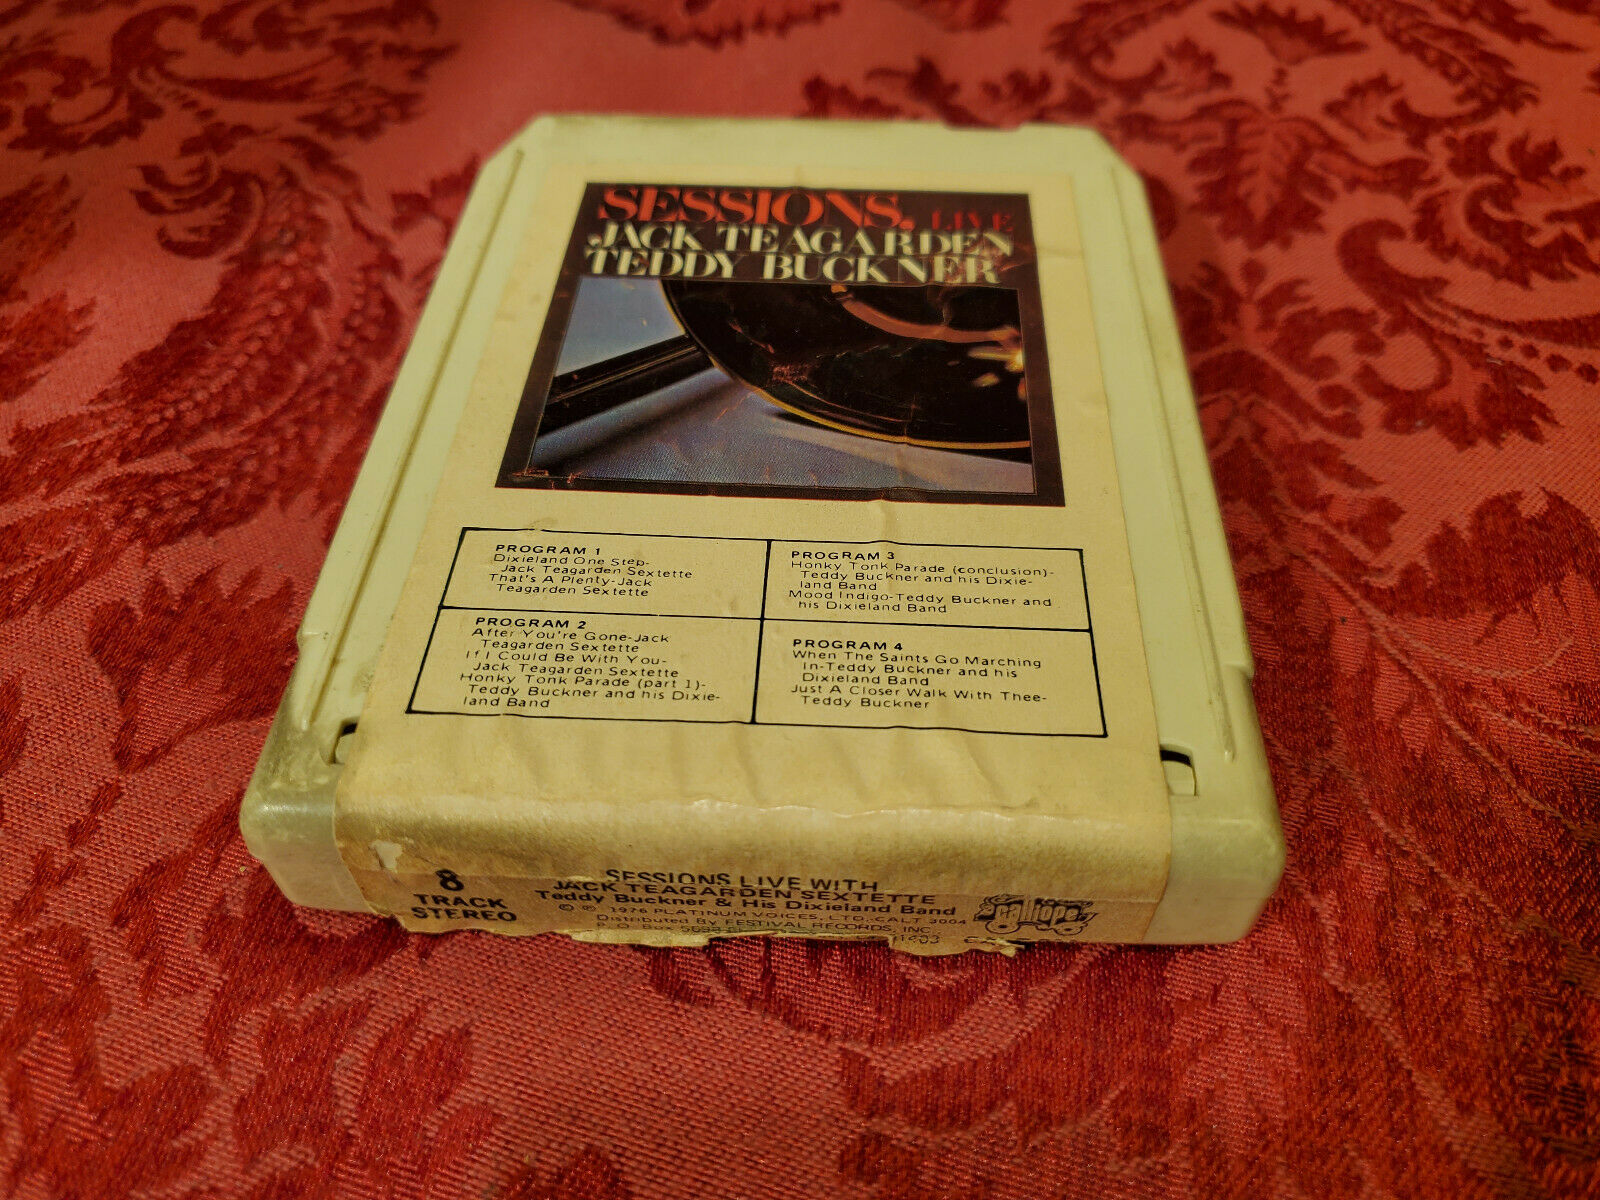 SESSIONS, LIVE
JACK TEAGARDEN
TEDDY BUCKNER
PROGRAM 1
Dixieland One Step-
Jack Teagarden Sextette
That's A Plenty-Jack
Teagarden Sextette
PROGRAM 2
After You're Gone-Jack
Teagarden Sextette
If I Could Be With You-
Jack Teagarden Sextette
Honky Tonk Parade (part 1)-
Teddy Buckner and his Dixie-
land Band
PROGRAM 3
Honky Tonk Parade (conclusion)-
Teddy Buckner and his Dixie-
land Band
Mood Indigo-Teddy Buckner and
his Dixieland Band
PROGRAM 4
When The Saints Go Marching
In-Teddy Buckner and his
Dixieland Band
Just A Closer Walk With Thee-
Teddy Buckner
8
TRACK
STEREO
SESSIONS LIVE WITH
JACK TEAGARDEN SEXTETTE
Teddy Buckner & His Dixieland Band
© ℗ 1976 PLATINUM VOICES, LTD. CALT 3004
Distributed By FESTIVAL RECORDS, INC.
P. O. Box
calliope